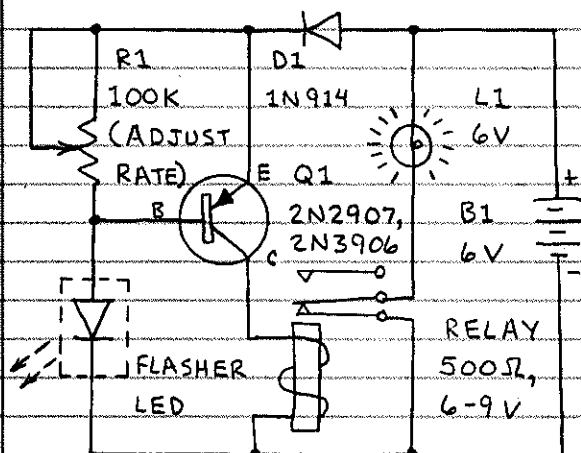 R1
100K
(ADJUST
RATE)
D1
1N914
L1
6V
E
Q1
B
2N2907,
2N3906
C
B1
6V
+
-
FLASHER
LED
RELAY
500Ω,
6-9V